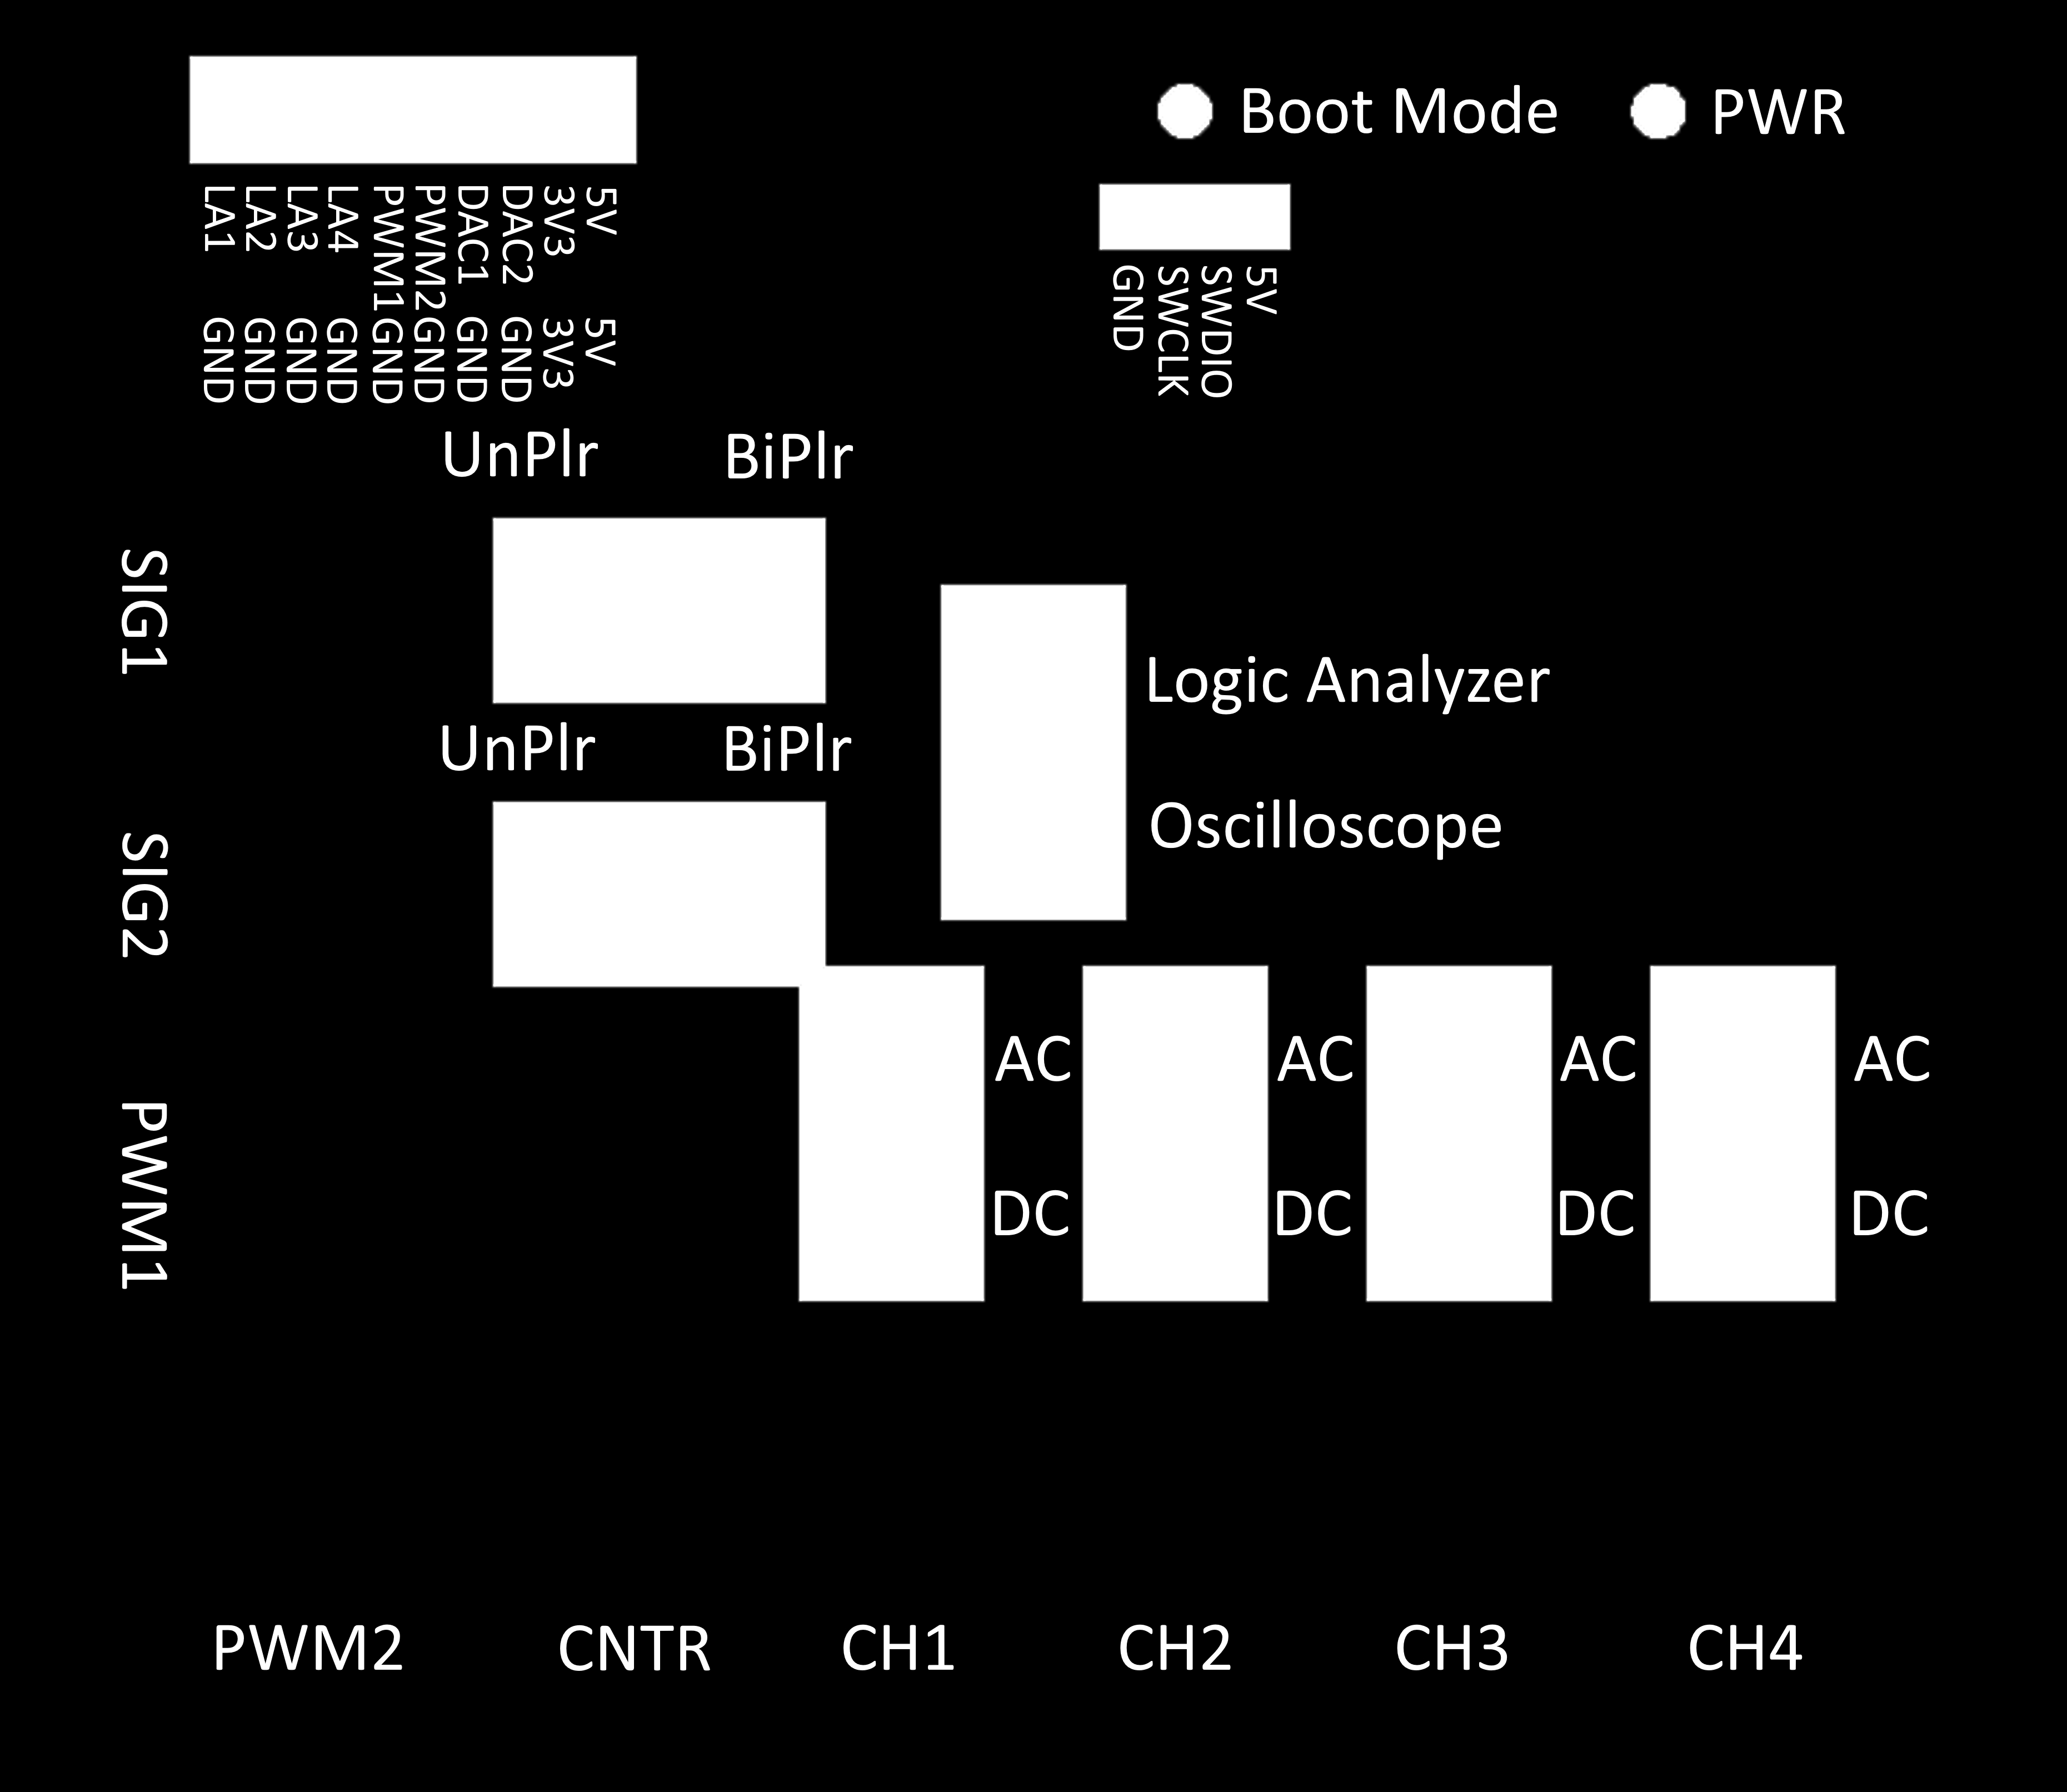 Boot Mode
PWR
LA1
LA2
LA3
LA4
PWM1
PWM2
DAC1
DAC2
3V3
5V
GND
GND
GND
GND
GND
GND
GND
GND
3V3
5V
GND
SWCLK
SWDIO
5V
UnPlr
BiPlr
SIG1
Logic Analyzer
UnPlr
BiPlr
Oscilloscope
SIG2
AC
AC
AC
AC
PWM1
DC
DC
DC
DC
PWM2
CNTR
CH1
CH2
CH3
CH4